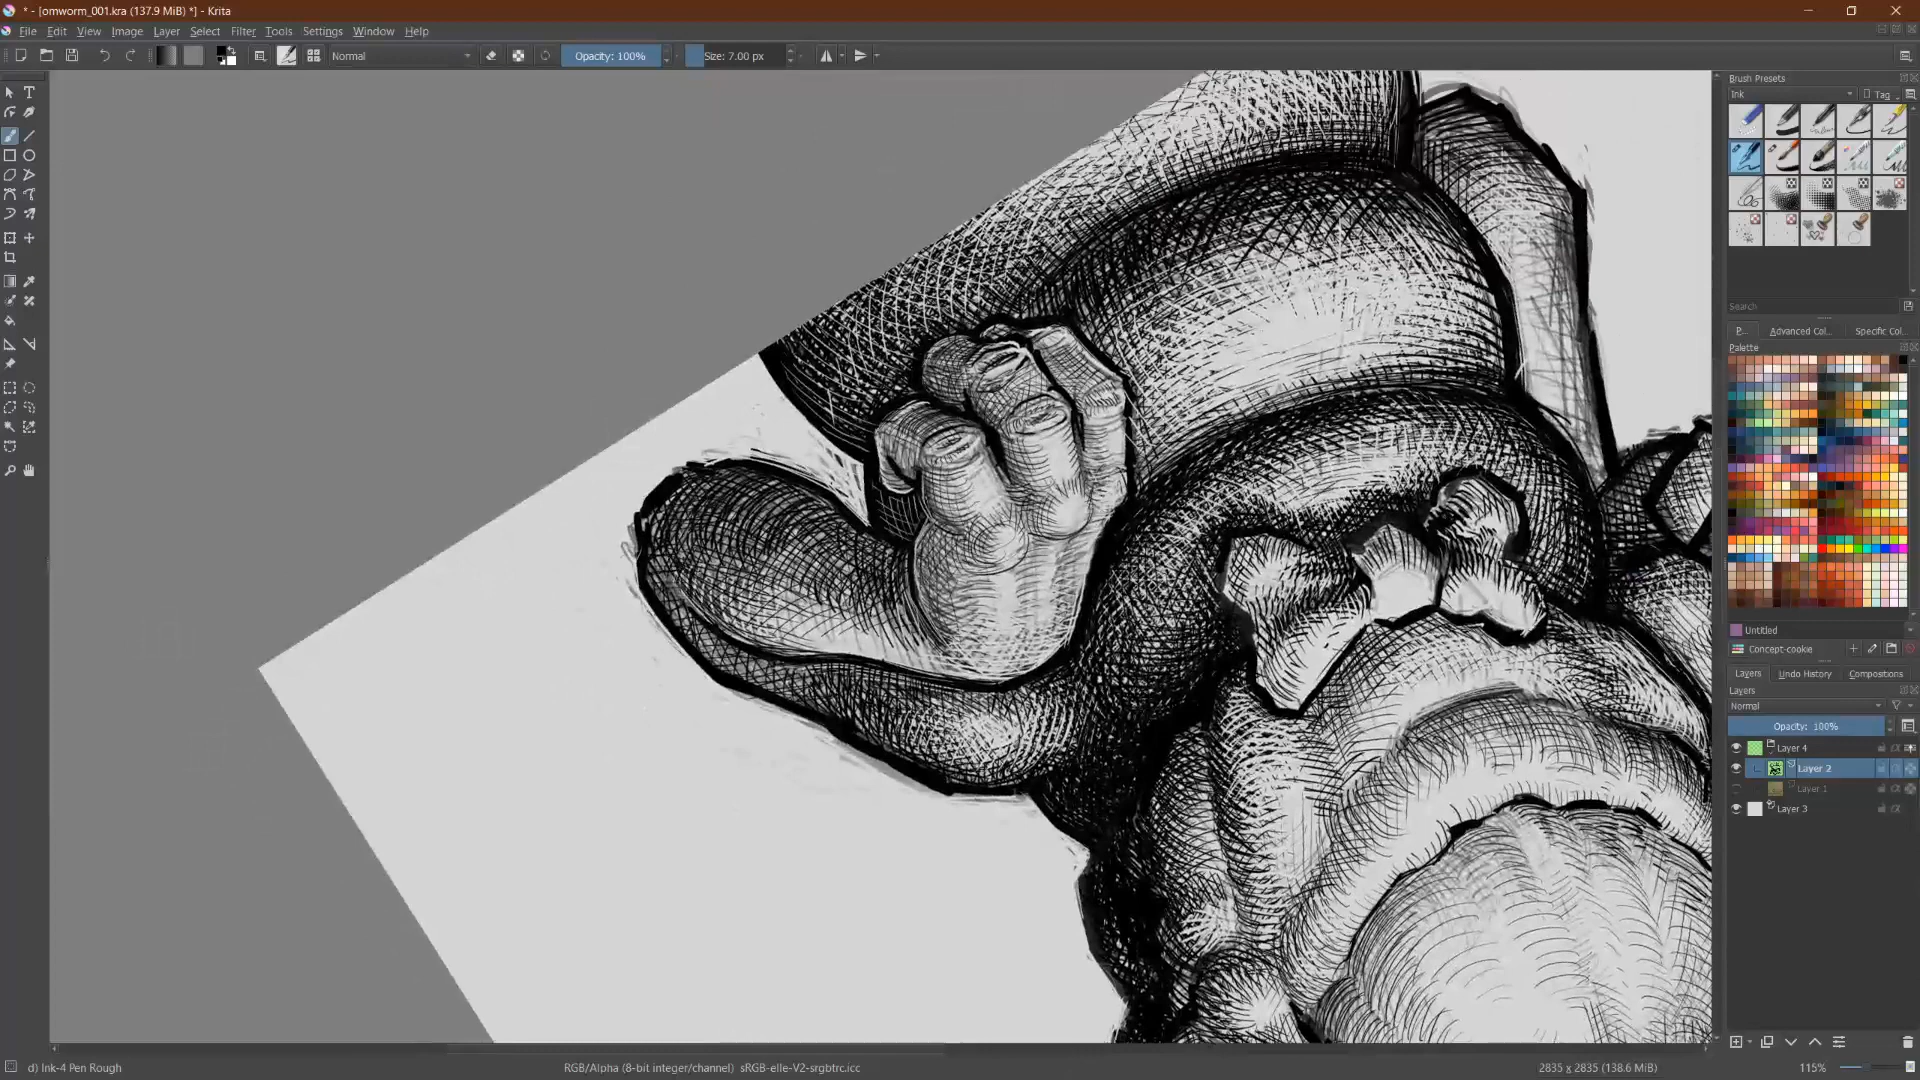 * - [omworm_001.kra (137.9 MiB) *] - Krita
File Edit View Image Layer Select Filter Tools Settings Window Help
Normal
Opacity: 100%
Size: 7.00 px
Brush Presets
Ink
Tag
Search
P...
Advanced Col...
Specific Col...
Palette
Untitled
Concept-cookie
Layers
Undo History
Compositions
Layers
Normal
Opacity: 100%
Layer 4
Layer 2
Layer 1
Layer 3
d) Ink-4 Pen Rough
RGB/Alpha (8-bit integer/channel) sRGB-elle-V2-srgbtrc.icc
2835 x 2835 (138.6 MiB)
115%